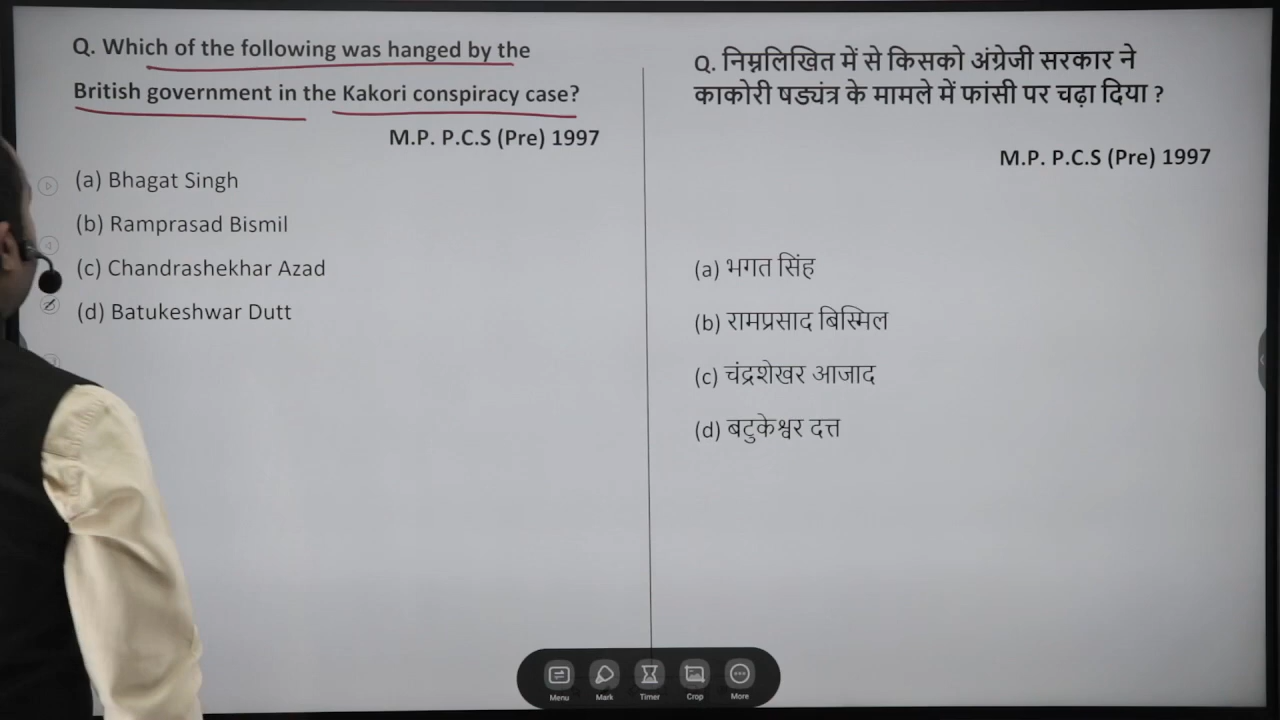 Q. Which of the following was hanged by the
British government in the Kakori conspiracy case?
M.P. P.C.S (Pre) 1997
(a) Bhagat Singh
(b) Ramprasad Bismil
(c) Chandrashekhar Azad
(d) Batukeshwar Dutt
Q. निम्नलिखित में से किसको अंग्रेजी सरकार ने
काकोरी षड्यंत्र के मामले में फांसी पर चढ़ा दिया ?
M.P. P.C.S (Pre) 1997
(a) भगत सिंह
(b) रामप्रसाद बिस्मिल
(c) चंद्रशेखर आजाद
(d) बटुकेश्वर दत्त
Menu Mark Timer Crop More